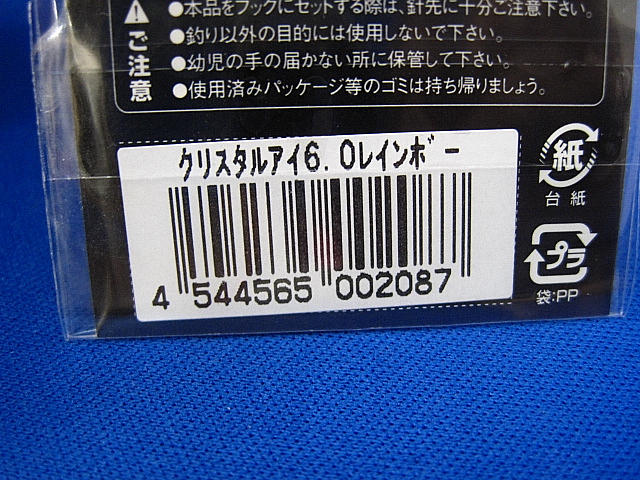 ●本品をフックにセットする際は、針先に十分ご注意下さい。
●釣り以外の目的には使用しないで下さい。
●幼児の手の届かない所に保管して下さい。
●使用済みパッケージ等のゴミは持ち帰りましょう。
ご注意
クリスタルアイ6.0レインボー
4 544565 002087
紙
台紙
プラ
袋:PP